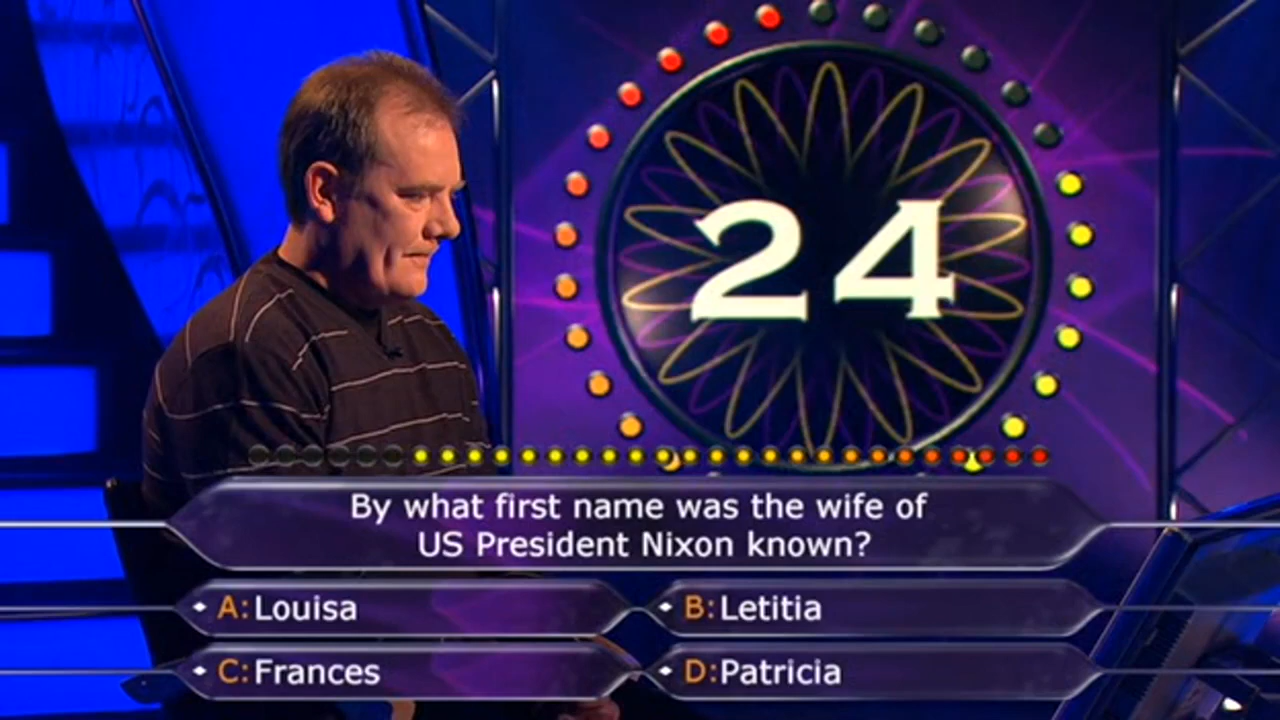 24
By what first name was the wife of
US President Nixon known?
A: Louisa
B: Letitia
C: Frances
D: Patricia